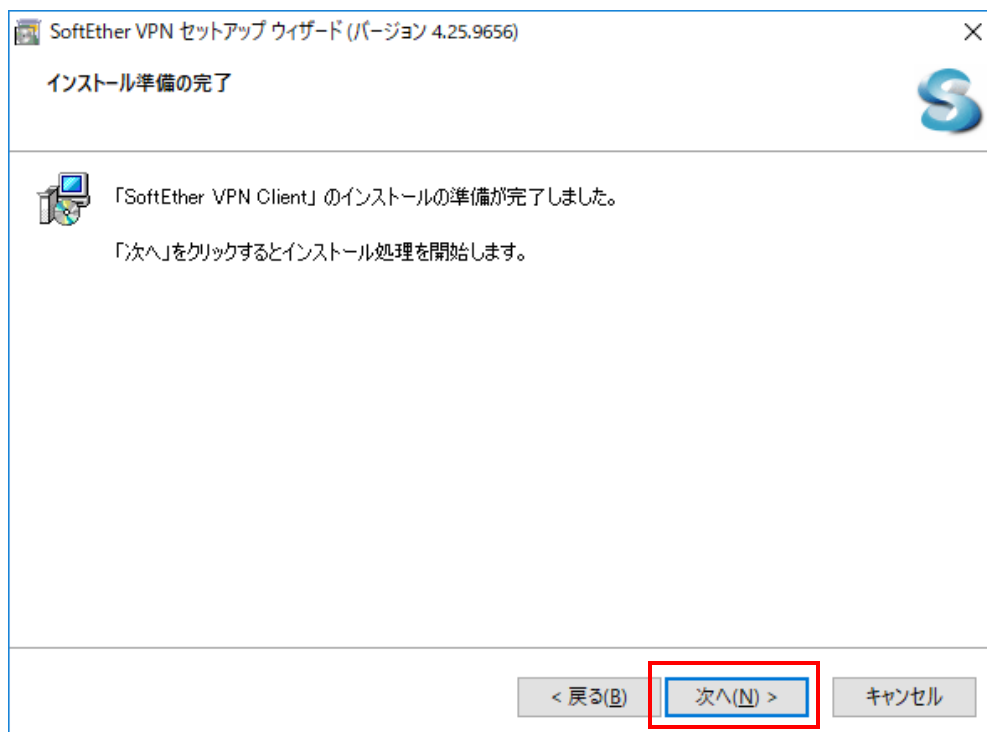 SoftEther VPN セットアップ ウィザード (バージョン 4.25.9656)
インストール準備の完了
「SoftEther VPN Client」のインストールの準備が完了しました。
「次へ」をクリックするとインストール処理を開始します。
< 戻る(B)
次へ(N) >
キャンセル